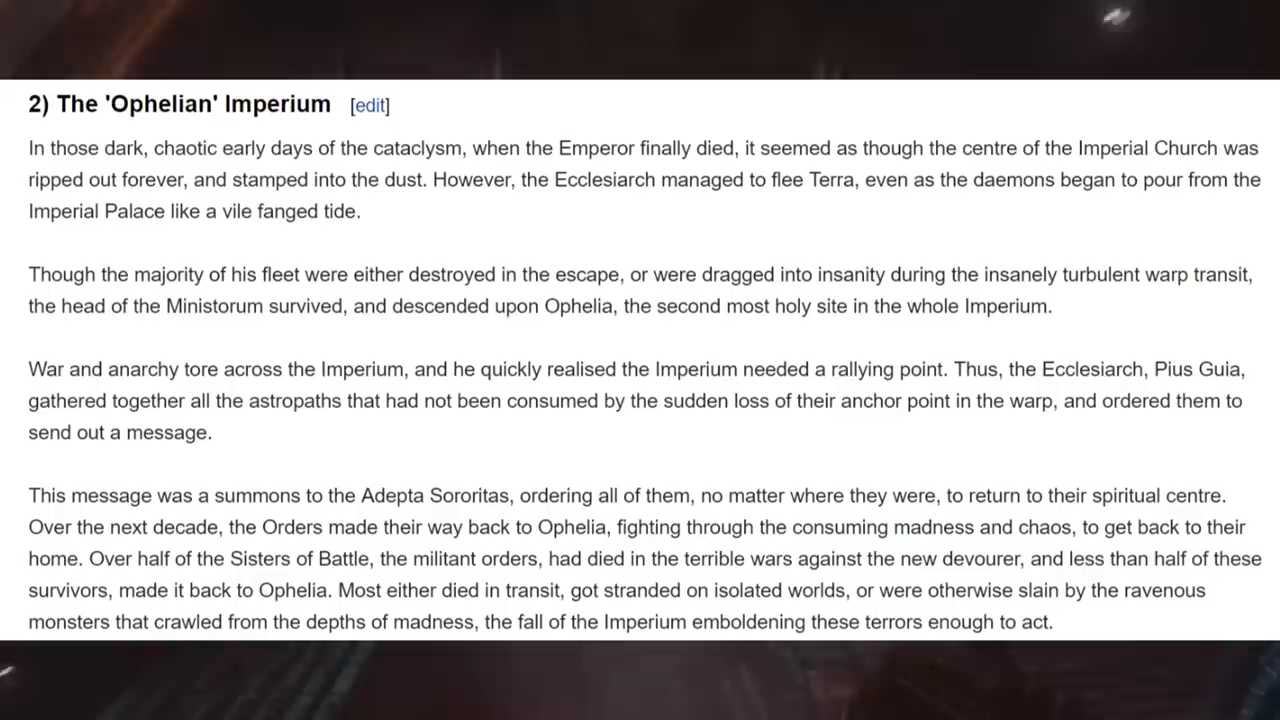 2) The 'Ophelian' Imperium [edit]
In those dark, chaotic early days of the cataclysm, when the Emperor finally died, it seemed as though the centre of the Imperial Church was
ripped out forever, and stamped into the dust. However, the Ecclesiarch managed to flee Terra, even as the daemons began to pour from the
Imperial Palace like a vile fanged tide.
Though the majority of his fleet were either destroyed in the escape, or were dragged into insanity during the insanely turbulent warp transit,
the head of the Ministorum survived, and descended upon Ophelia, the second most holy site in the whole Imperium.
War and anarchy tore across the Imperium, and he quickly realised the Imperium needed a rallying point. Thus, the Ecclesiarch, Pius Guia,
gathered together all the astropaths that had not been consumed by the sudden loss of their anchor point in the warp, and ordered them to
send out a message.
This message was a summons to the Adepta Sororitas, ordering all of them, no matter where they were, to return to their spiritual centre.
Over the next decade, the Orders made their way back to Ophelia, fighting through the consuming madness and chaos, to get back to their
home. Over half of the Sisters of Battle, the militant orders, had died in the terrible wars against the new devourer, and less than half of these
survivors, made it back to Ophelia. Most either died in transit, got stranded on isolated worlds, or were otherwise slain by the ravenous
monsters that crawled from the depths of madness, the fall of the Imperium emboldening these terrors enough to act.